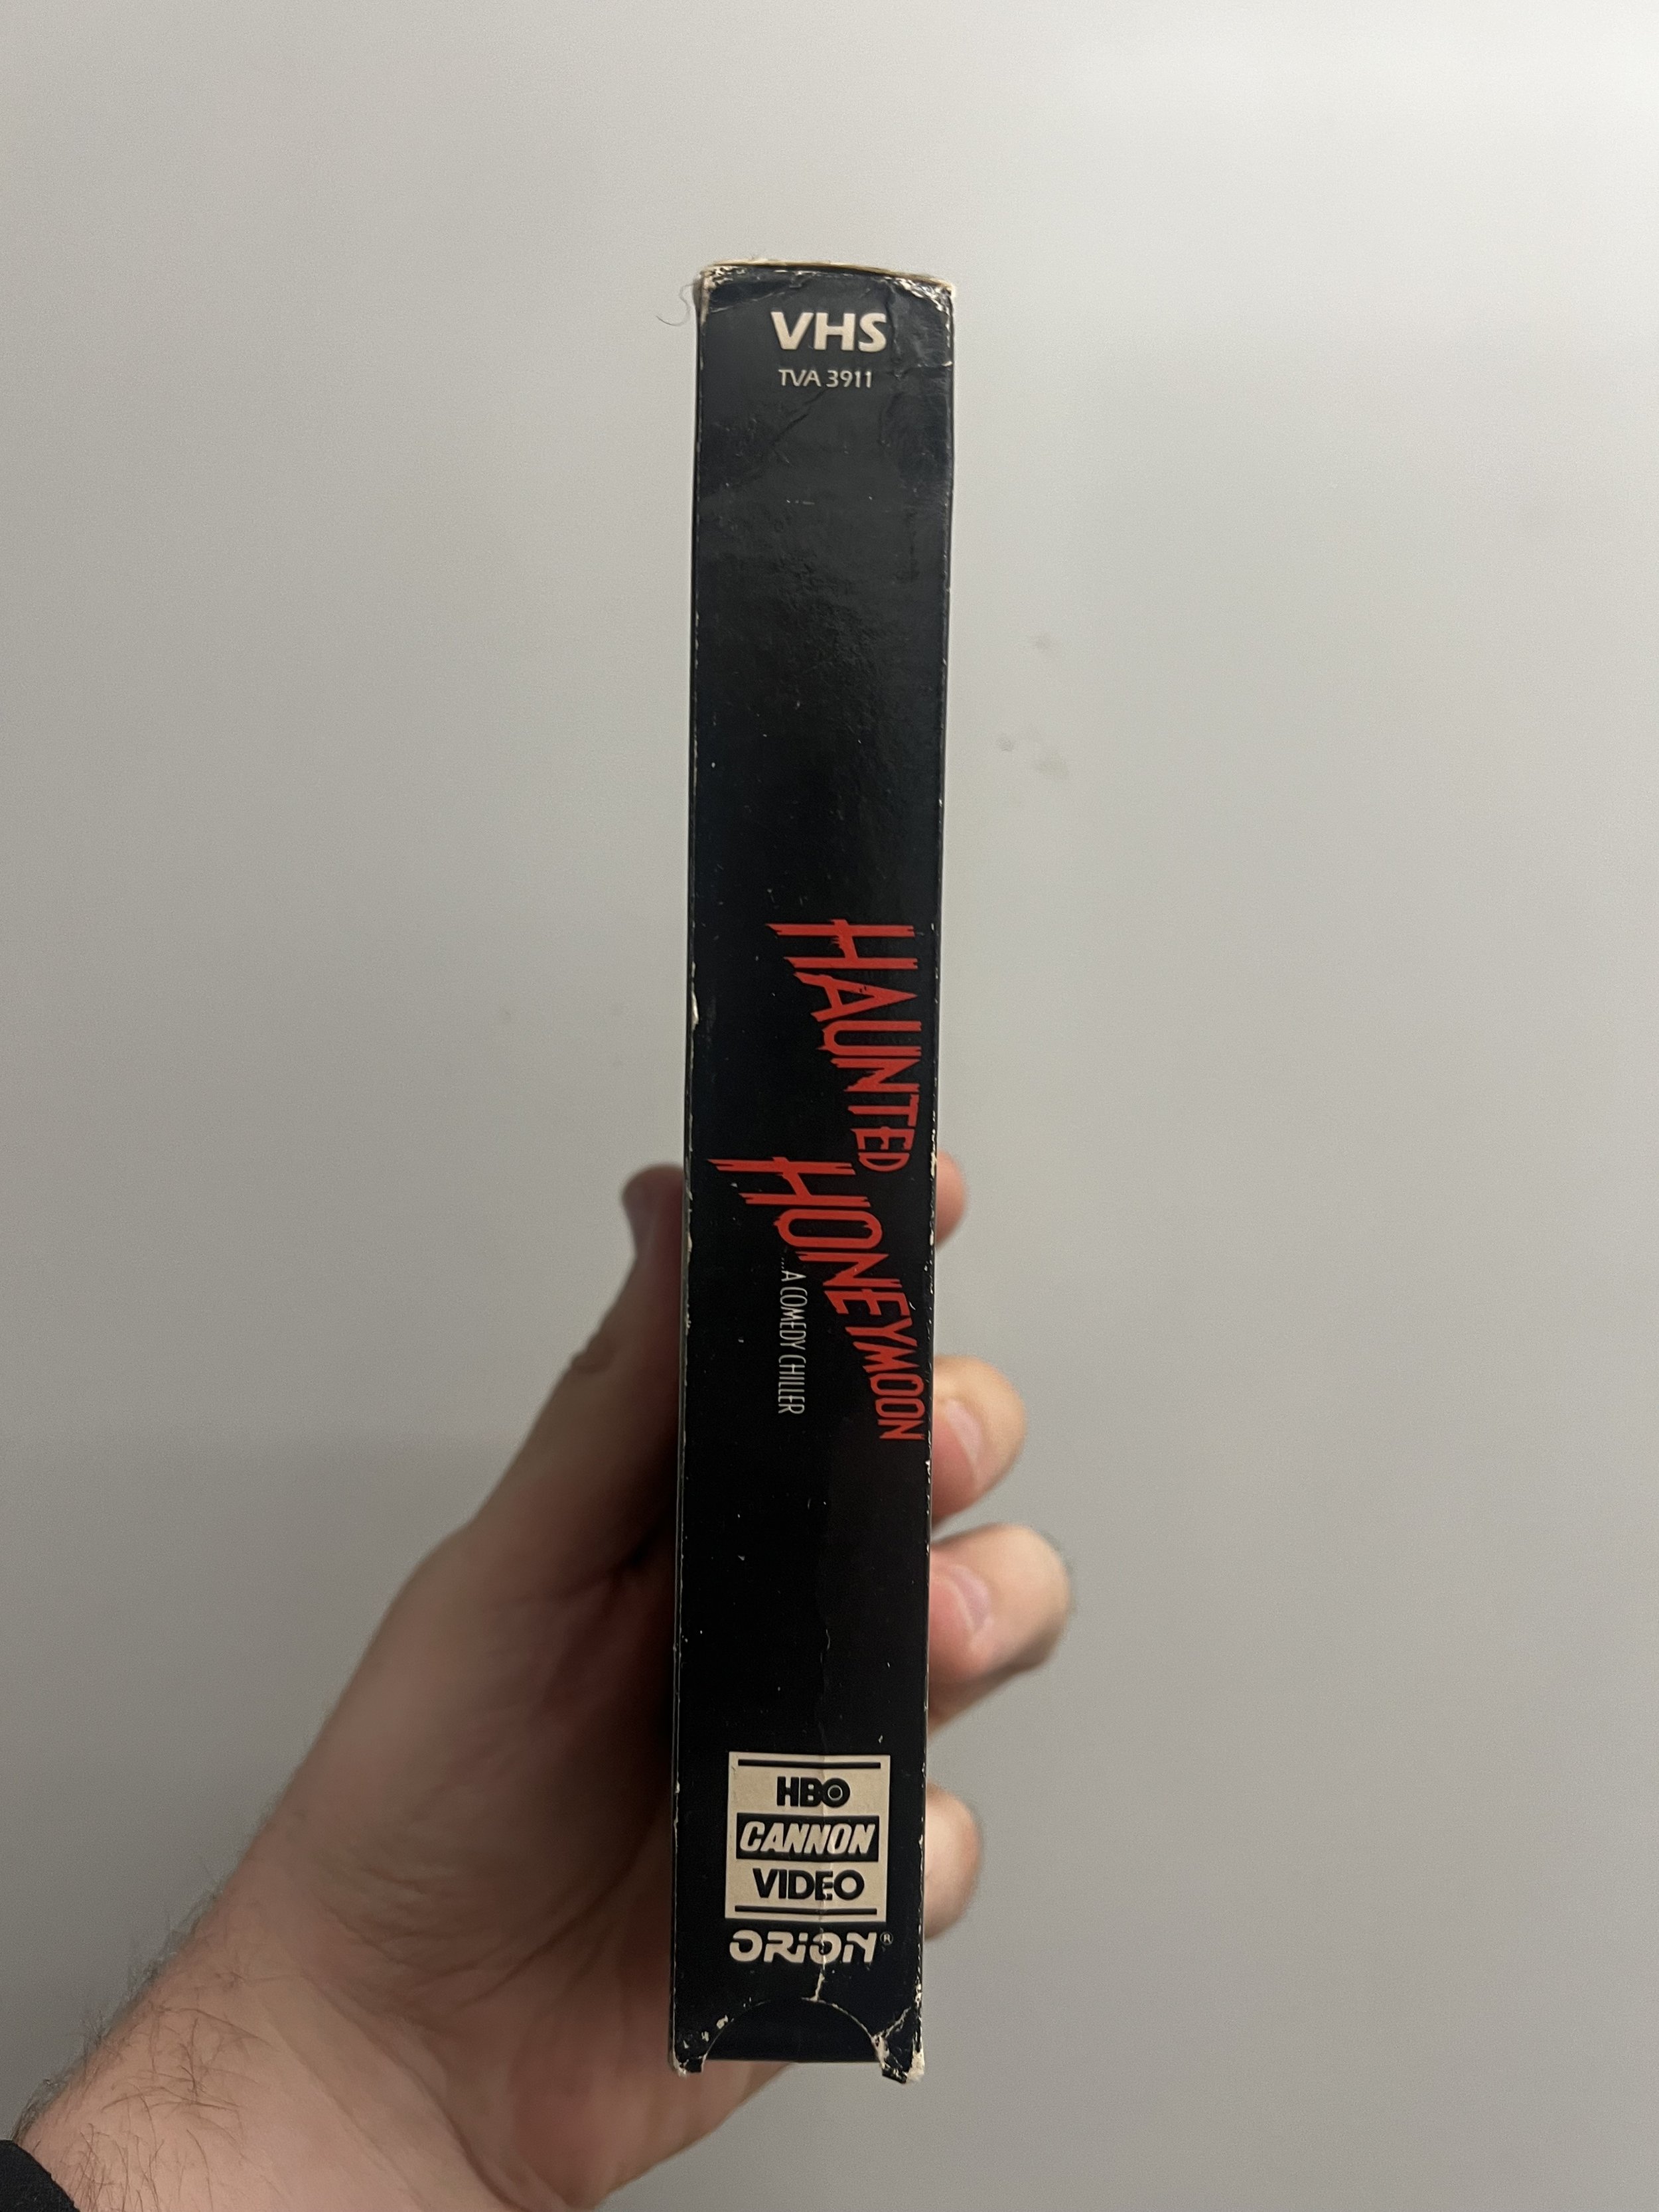 VHS
TVA 3911
HAUNTED
HONEYMOON
...A COMEDY CHILLER
HBO
CANNON
VIDEO
ORION®